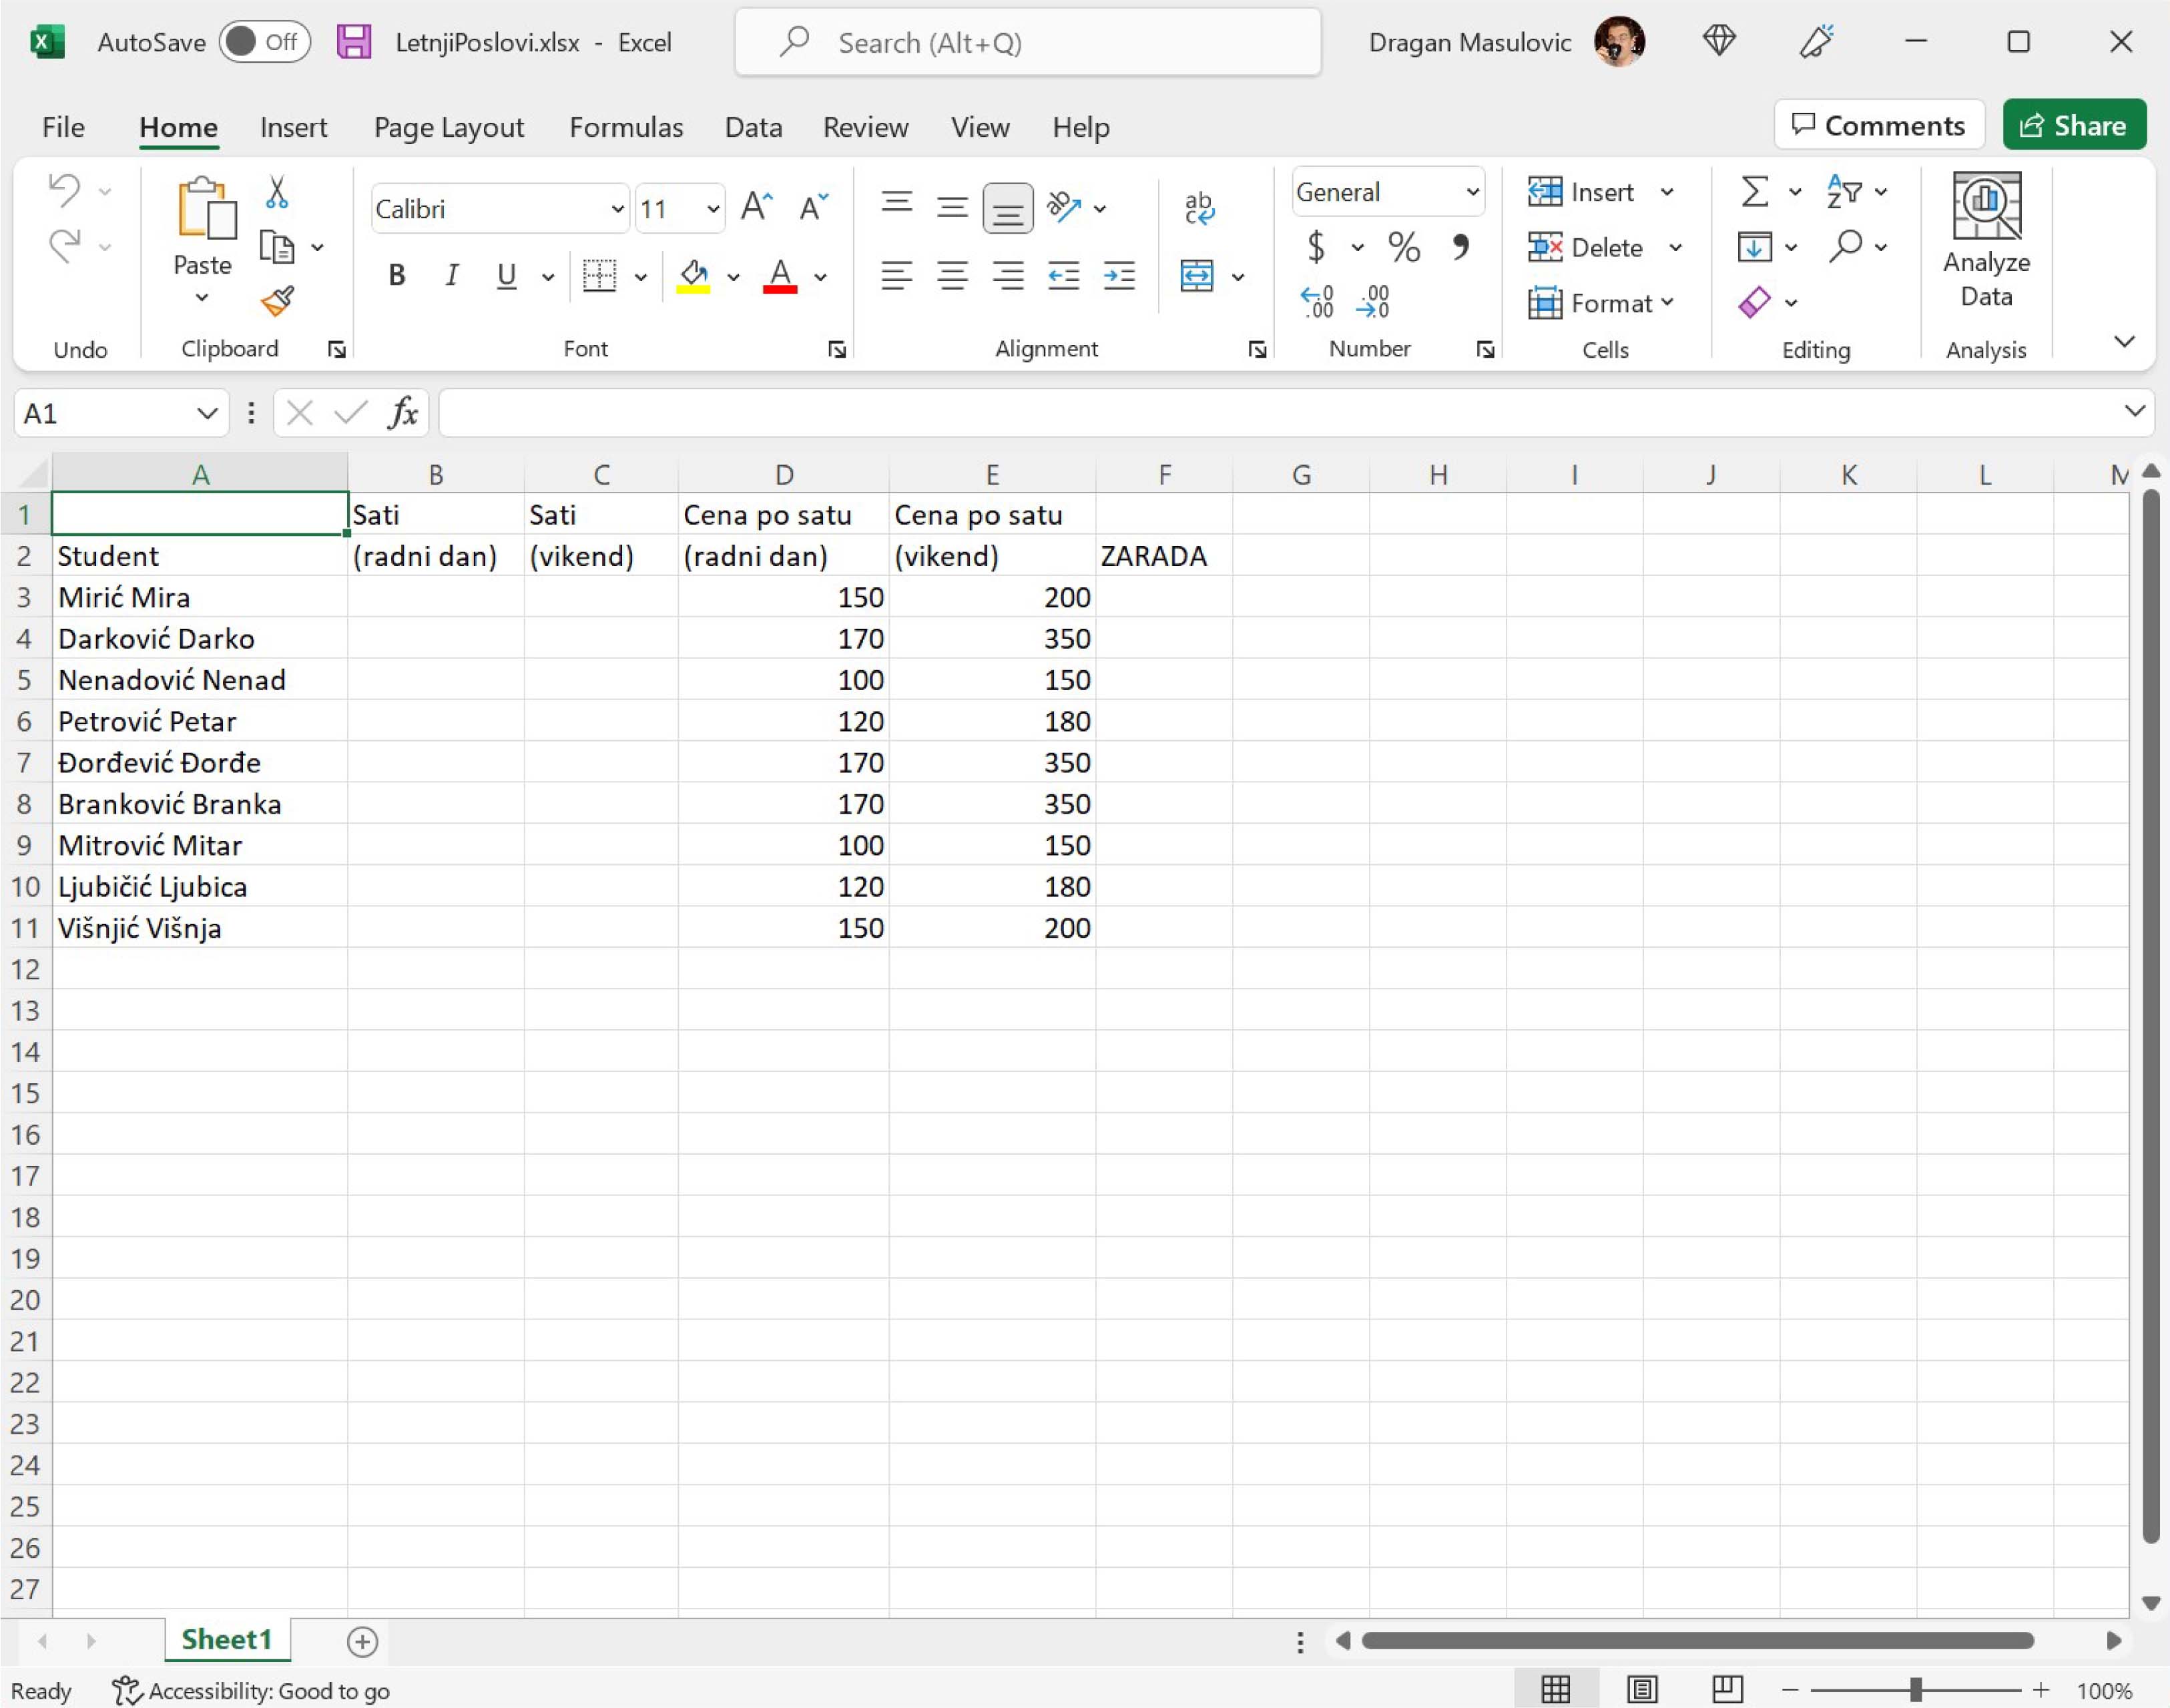 AutoSave Off LetnjiPoslovi.xlsx - Excel Search (Alt+Q) Dragan Masulovic
File Home Insert Page Layout Formulas Data Review View Help Comments Share
Paste
Calibri 11
B I U A
ab
General
$ % 9
Insert
Delete
Format
Analyze
Data
Undo Clipboard Font Alignment Number Cells Editing Analysis
A1 fx
A B C D E F G H I J K L M
1 Sati Sati Cena po satu Cena po satu
2 Student (radni dan) (vikend) (radni dan) (vikend) ZARADA
3 Mirić Mira 150 200
4 Darković Darko 170 350
5 Nenadović Nenad 100 150
6 Petrović Petar 120 180
7 Đorđević Đorđe 170 350
8 Branković Branka 170 350
9 Mitrović Mitar 100 150
10 Ljubičić Ljubica 120 180
11 Višnjić Višnja 150 200
12
13
14
15
16
17
18
19
20
21
22
23
24
25
26
27
Sheet1
Ready Accessibility: Good to go 100%